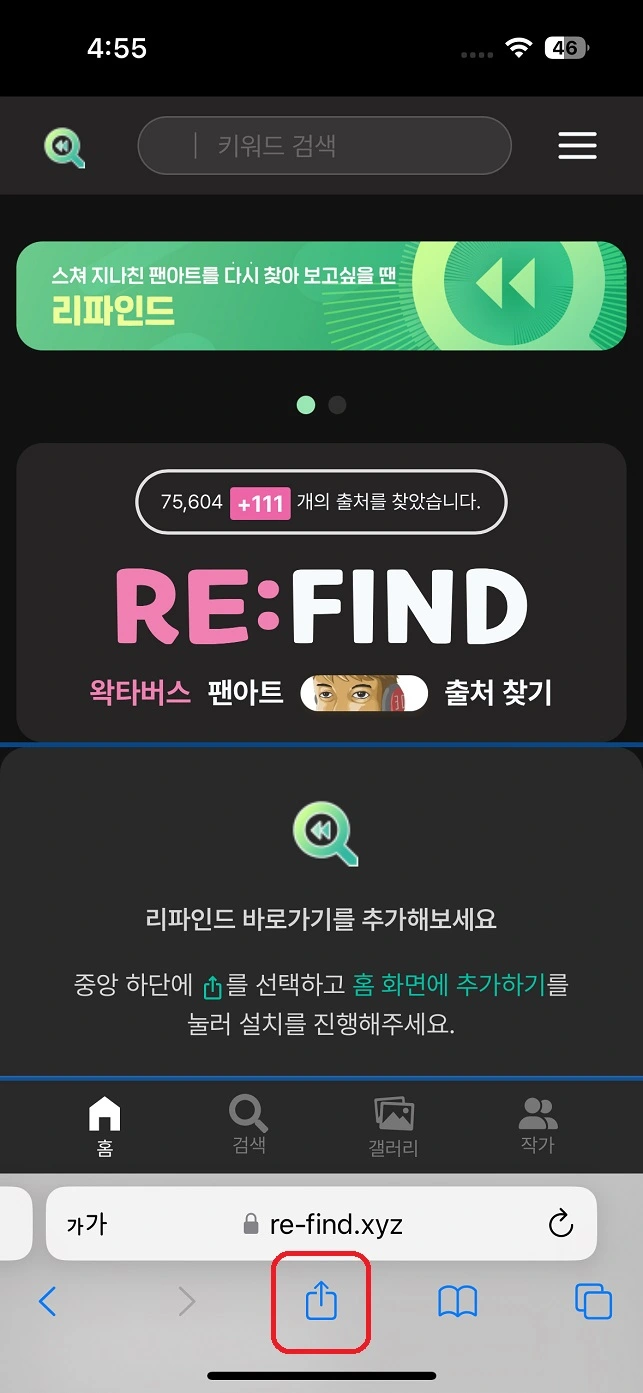 4:55
46
키워드 검색
스쳐 지나친 팬아트를 다시 찾아 보고싶을 땐
리파인드
75,604 +111 개의 출처를 찾았습니다.
RE:FIND
왁타버스 팬아트 출처 찾기
리파인드 바로가기를 추가해보세요
중앙 하단에 를 선택하고 홈 화면에 추가하기를
눌러 설치를 진행해주세요.
홈 검색 갤러리 작가
가가 re-find.xyz